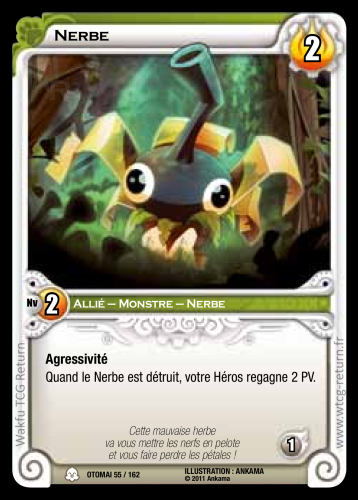 Nerbe
2
Nv 2 Allié – Monstre – Nerbe
Agressivité
Quand le Nerbe est détruit, votre Héros regagne 2 PV.
Cette mauvaise herbe
va vous mettre les nerfs en pelote
et vous faire perdre les pétales !
1
OTOMAI 55 / 162
ILLUSTRATION : ANKAMA
© 2011 Ankama
Wakfu TCG Return
www.wtcg-return.fr